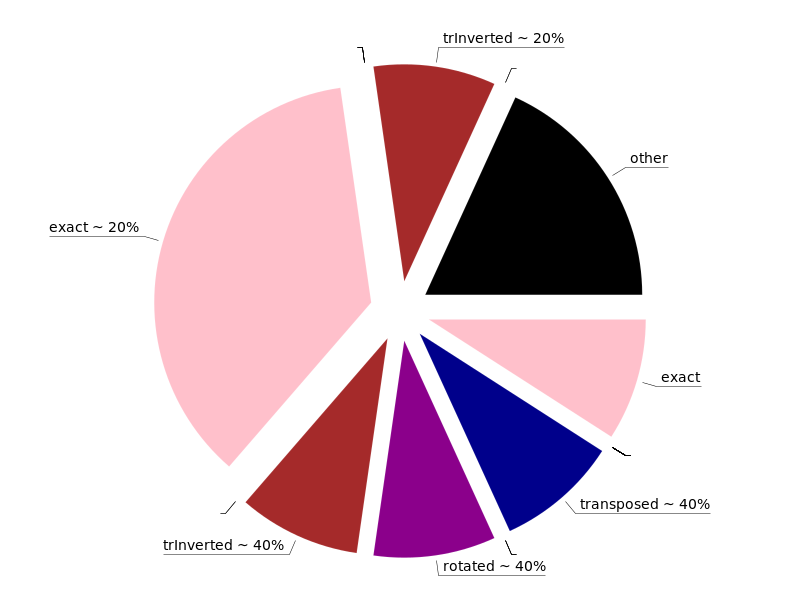 trInverted ~ 20%
other
exact ~ 20%
exact
transposed ~ 40%
trInverted ~ 40%
rotated ~ 40%